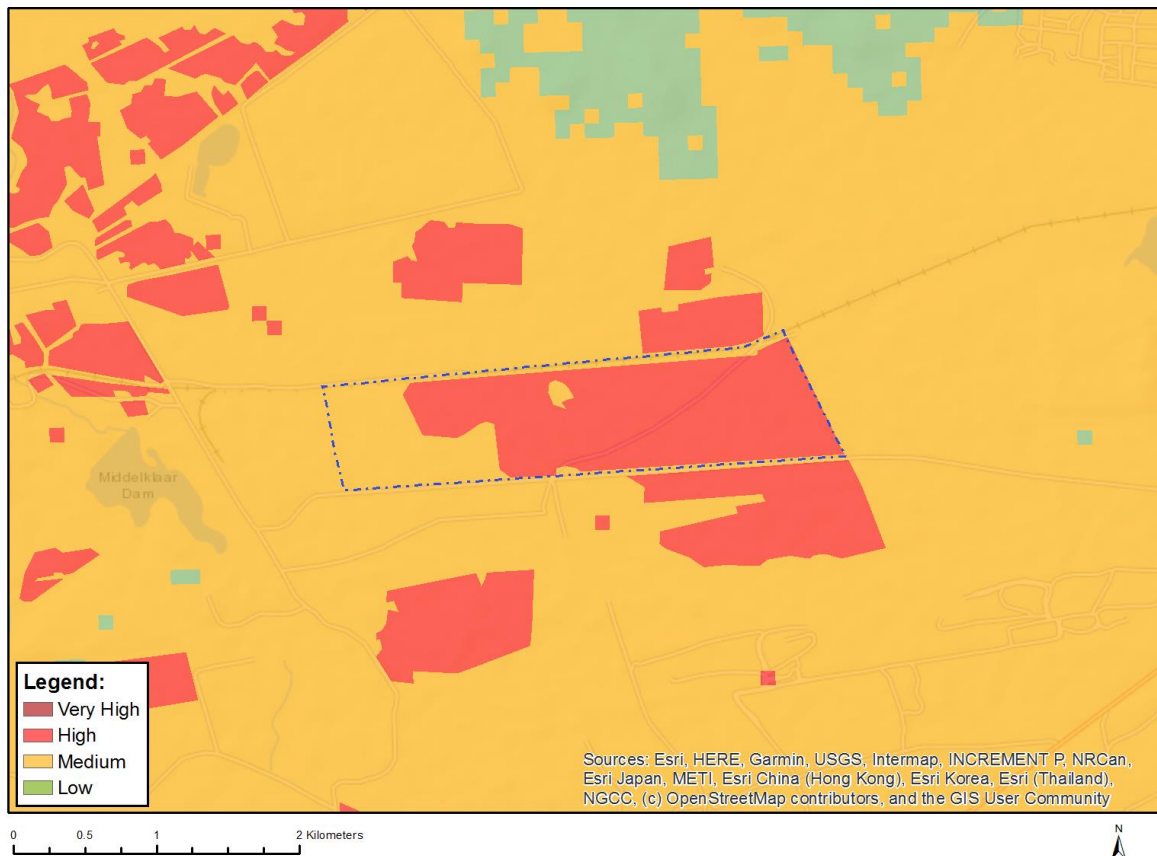 Middelklaar
Dam
Legend:
Very High
High
Medium
Low
Sources: Esri, HERE, Garmin, USGS, Intermap, INCREMENT P, NRCan,
Esri Japan, METI, Esri China (Hong Kong), Esri Korea, Esri (Thailand),
NGCC, (c) OpenStreetMap contributors, and the GIS User Community
0 0.5 1 2 Kilometers
N